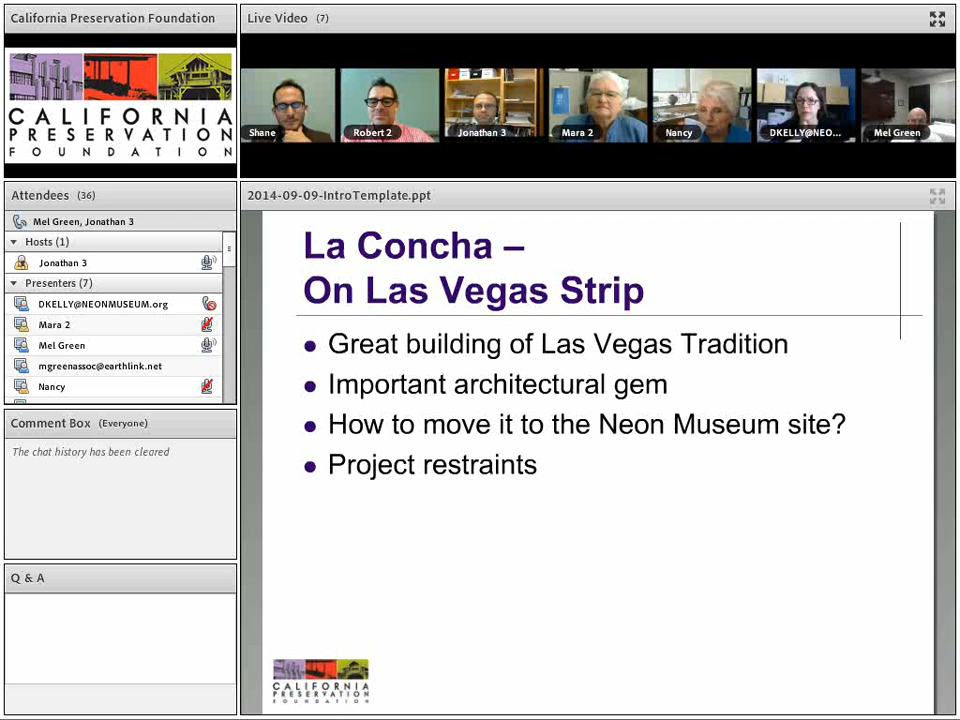 California Preservation Foundation
CALIFORNIA
PRESERVATION
FOUNDATION
Live Video (7)
Shane
Robert 2
Jonathan 3
Mara 2
Nancy
DKELLY@NEO...
Mel Green
Attendees (36)
Mel Green, Jonathan 3
Hosts (1)
Jonathan 3
Presenters (7)
DKELLY@NEONMUSEUM.org
Mara 2
Mel Green
mgreenassoc@earthlink.net
Nancy
Comment Box (Everyone)
The chat history has been cleared
Q & A
2014-09-09-IntroTemplate.ppt
La Concha –
On Las Vegas Strip
Great building of Las Vegas Tradition
Important architectural gem
How to move it to the Neon Museum site?
Project restraints
CALIFORNIA
PRESERVATION
FOUNDATION